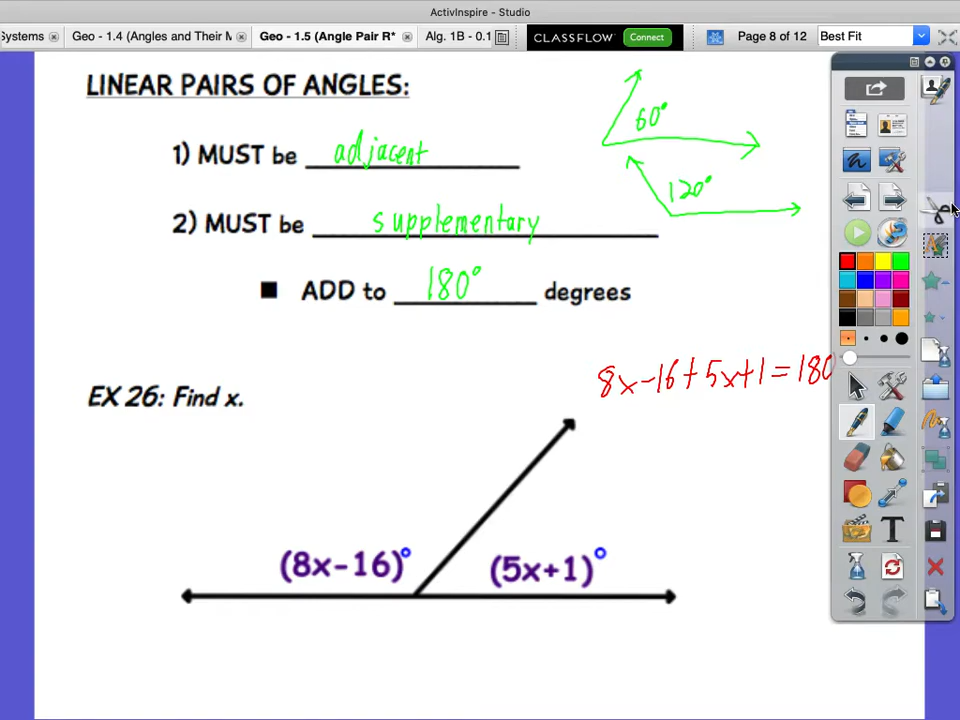 ActivInspire - Studio
Systems
Geo - 1.4 (Angles and Their M
Geo - 1.5 (Angle Pair R*
Alg. 1B - 0.1
CLASSFLOW
Connect
Page 8 of 12
Best Fit
LINEAR PAIRS OF ANGLES:
60°
1) MUST be adjacent
120°
2) MUST be supplementary
■ ADD to 180° degrees
8x-16+5x+1=180
EX 26: Find x.
(8x-16)° (5x+1)°
T